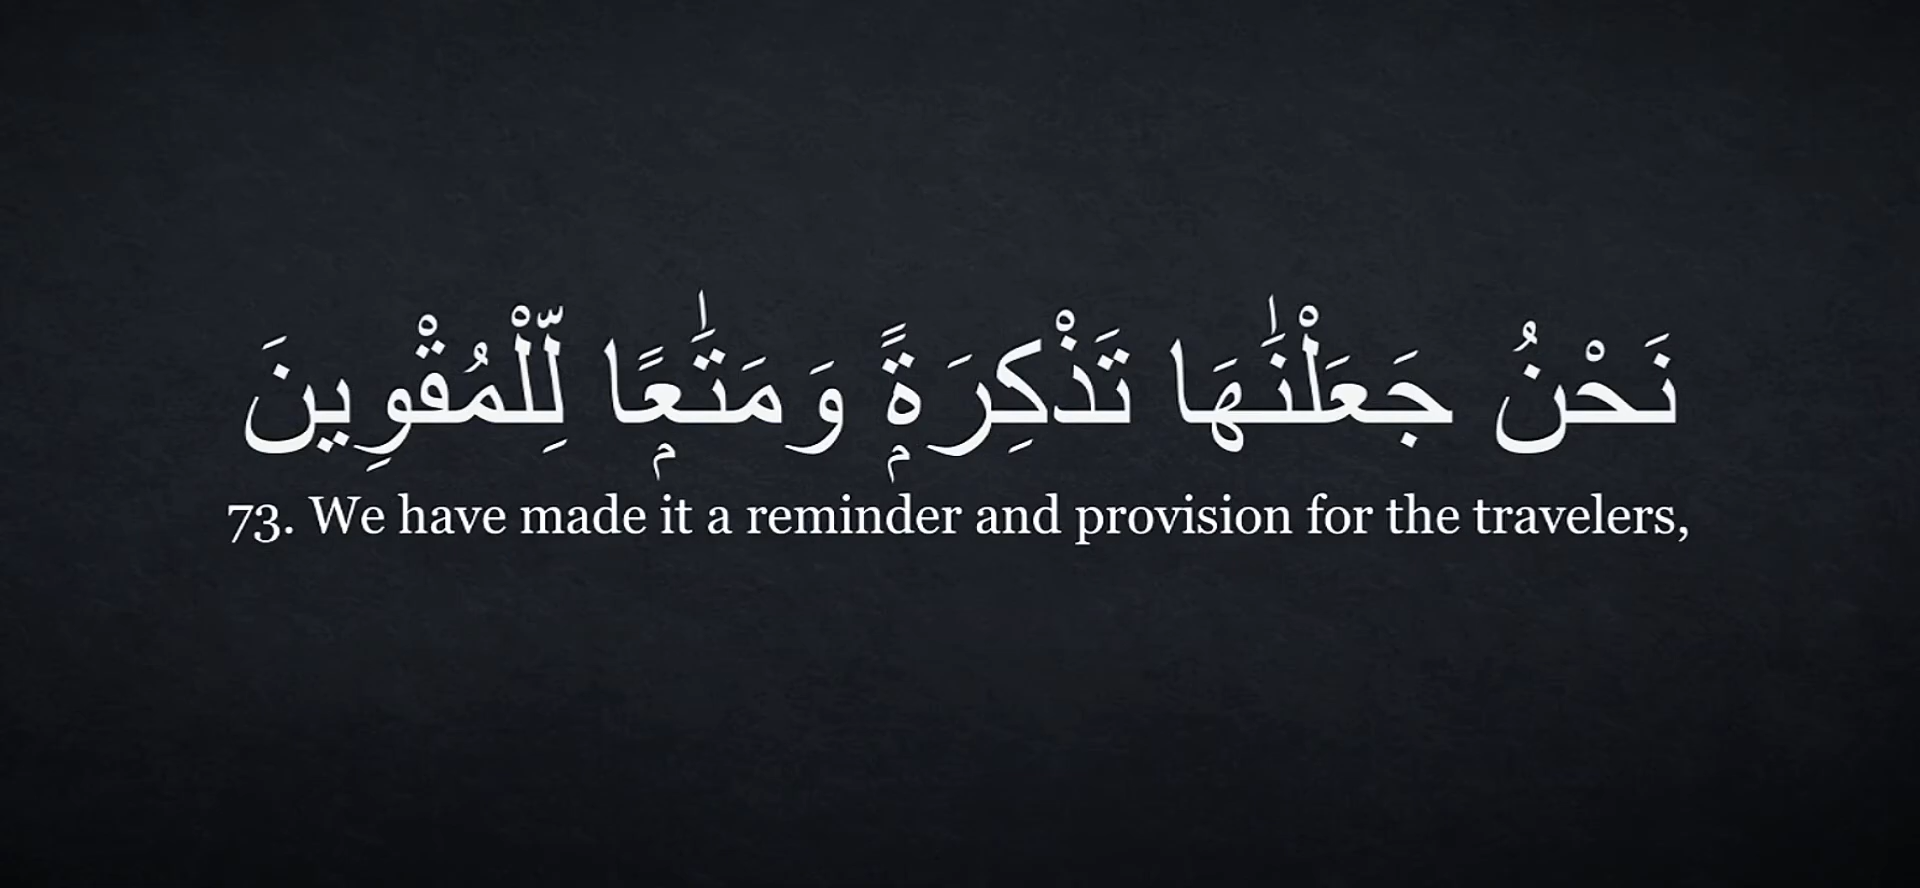 نَحْنُ جَعَلْنَٰهَا تَذْكِرَةًۭ وَمَتَٰعًۭا لِّلْمُقْوِينَ
73. We have made it a reminder and provision for the travelers,